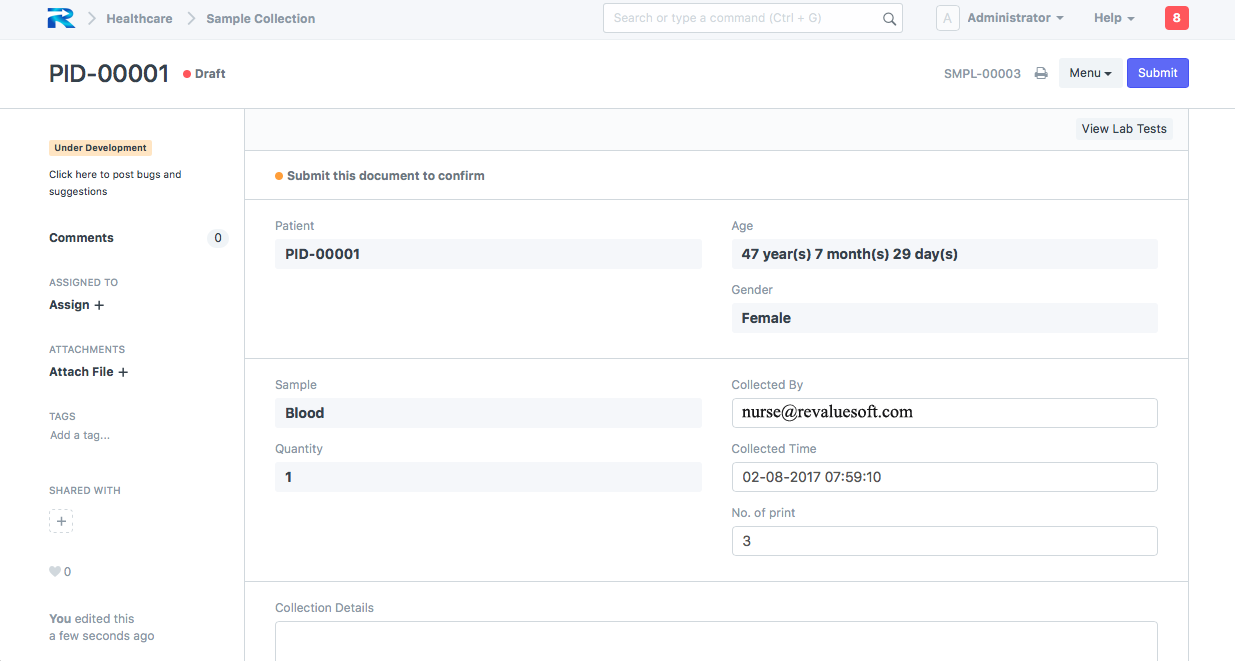 Healthcare Sample Collection Search or type a command (Ctrl + G) A Administrator Help 8
PID-00001 Draft SMPL-00003 Menu Submit
View Lab Tests
Under Development
Click here to post bugs and
suggestions
Comments 0
ASSIGNED TO
Assign +
ATTACHMENTS
Attach File +
TAGS
Add a tag...
SHARED WITH
+
0
You edited this
a few seconds ago
Submit this document to confirm
Patient
PID-00001
Age
47 year(s) 7 month(s) 29 day(s)
Gender
Female
Sample
Blood
Quantity
1
Collected By
nurse@revaluesoft.com
Collected Time
02-08-2017 07:59:10
No. of print
3
Collection Details